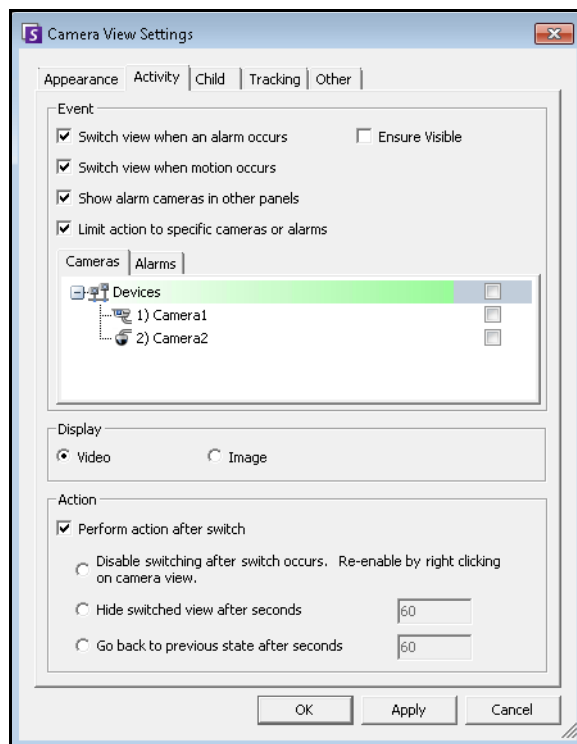 Camera View Settings
Appearance Activity Child Tracking Other
Event
Switch view when an alarm occurs Ensure Visible
Switch view when motion occurs
Show alarm cameras in other panels
Limit action to specific cameras or alarms
Cameras Alarms
Devices
1) Camera1
2) Camera2
Display
Video Image
Action
Perform action after switch
Disable switching after switch occurs. Re-enable by right clicking
on camera view.
Hide switched view after seconds 60
Go back to previous state after seconds 60
OK Apply Cancel